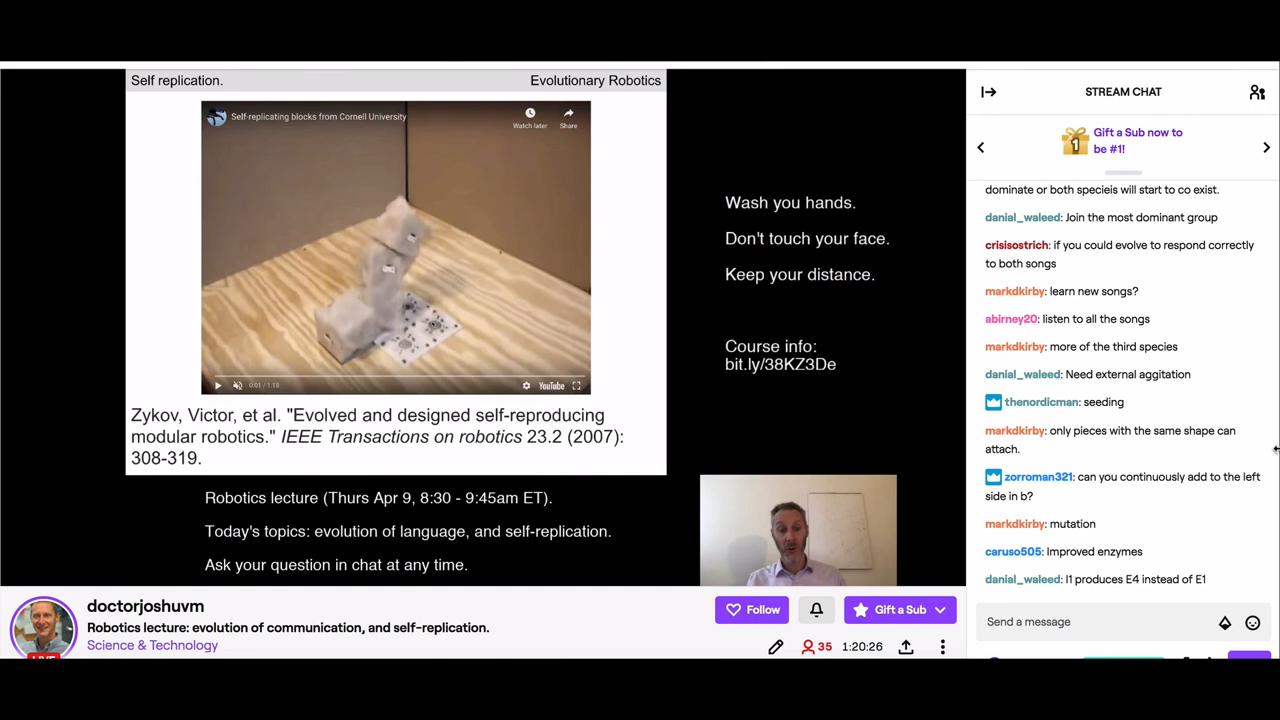 Self replication.
Evolutionary Robotics
Self-replicating blocks from Cornell University
Watch later
Share
0:01 / 1:18
YouTube
Zykov, Victor, et al. "Evolved and designed self-reproducing
modular robotics." IEEE Transactions on robotics 23.2 (2007):
308-319.
Wash you hands.
Don't touch your face.
Keep your distance.
Course info:
bit.ly/38KZ3De
Robotics lecture (Thurs Apr 9, 8:30 - 9:45am ET).
Today's topics: evolution of language, and self-replication.
Ask your question in chat at any time.
doctorjoshuvm
Robotics lecture: evolution of communication, and self-replication.
Science & Technology
LIVE
Follow
Gift a Sub
35
1:20:26
STREAM CHAT
1
Gift a Sub now to
be #1!
dominate or both specieis will start to co exist.
danial_waleed: Join the most dominant group
crisisostrich: if you could evolve to respond correctly
to both songs
markdkirby: learn new songs?
abirney20: listen to all the songs
markdkirby: more of the third species
danial_waleed: Need external aggitation
thenordicman: seeding
markdkirby: only pieces with the same shape can
attach.
zorroman321: can you continuously add to the left
side in b?
markdkirby: mutation
caruso505: Improved enzymes
danial_waleed: I1 produces E4 instead of E1
Send a message